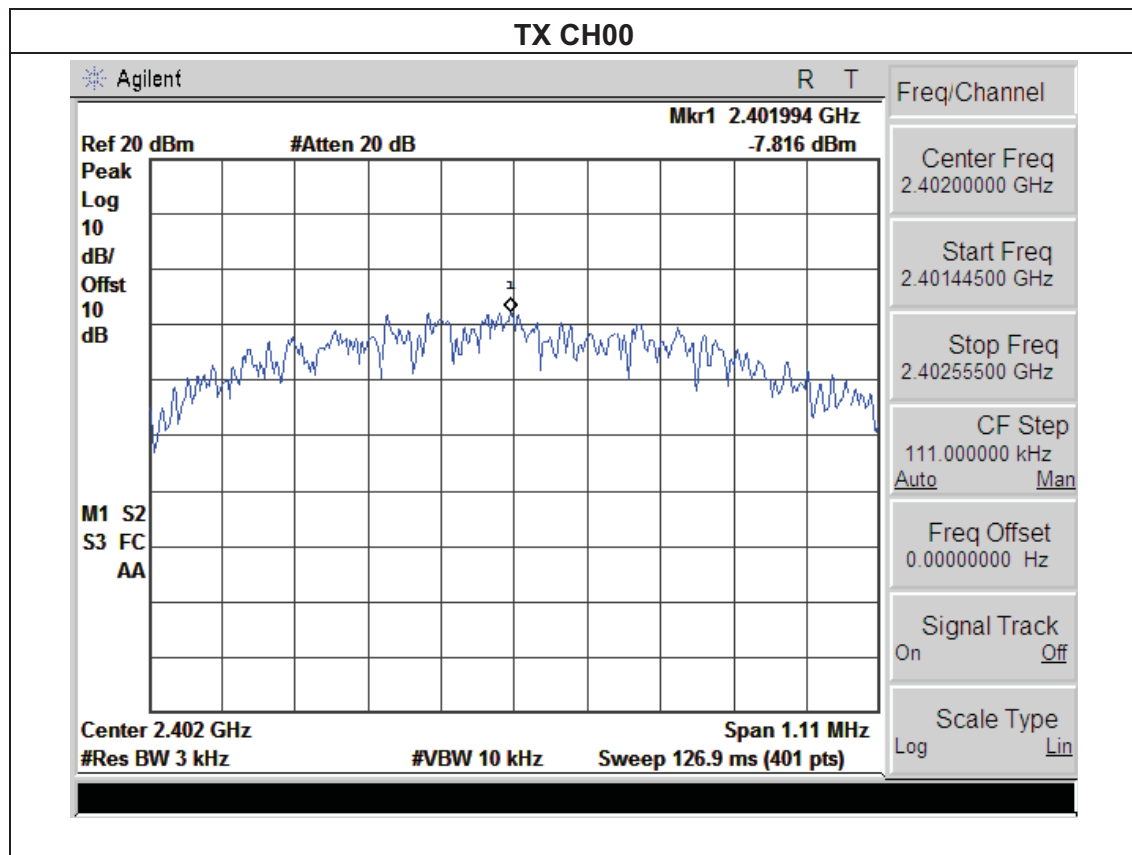 TX CH00
Agilent R T
Mkr1 2.401994 GHz
Ref 20 dBm #Atten 20 dB -7.816 dBm
Peak
Log
10
dB/
Offst
10
dB
1
M1 S2
S3 FC
AA
Center 2.402 GHz Span 1.11 MHz
#Res BW 3 kHz #VBW 10 kHz Sweep 126.9 ms (401 pts)
Freq/Channel
Center Freq
2.40200000 GHz
Start Freq
2.40144500 GHz
Stop Freq
2.40255500 GHz
CF Step
111.000000 kHz
Auto Man
Freq Offset
0.00000000 Hz
Signal Track
On Off
Scale Type
Log Lin